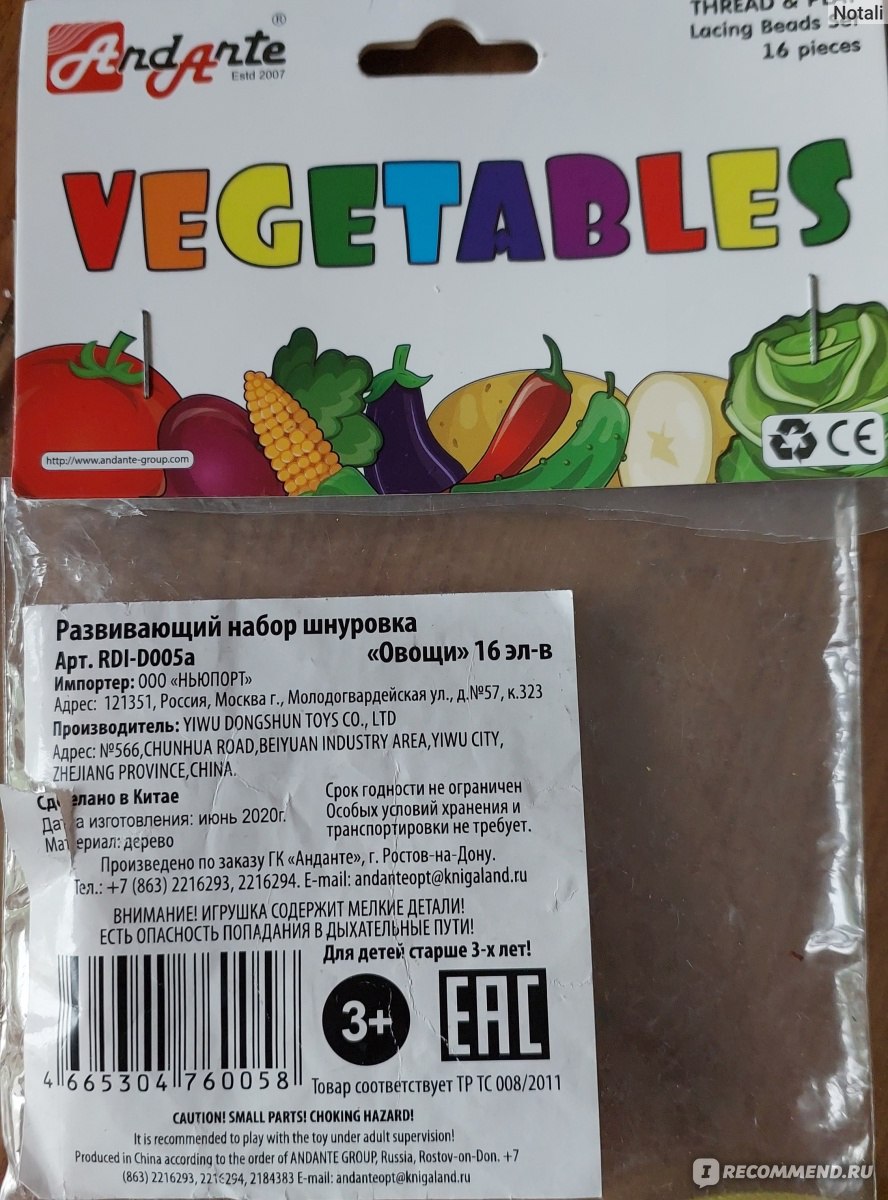 AndAnte ®
Estd 2007
Notali
THREAD &
Lacing Beads
16 pieces
VEGETABLES
http://www.andante-group.com
CE
Развивающий набор шнуровка
Арт. RDI-D005a «Овощи» 16 эл-в
Импортер: ООО «НЬЮПОРТ»
Адрес: 121351, Россия, Москва г., Молодогвардейская ул., д.№57, к.323
Производитель: YIWU DONGSHUN TOYS CO., LTD
Адрес: №566,CHUNHUA ROAD,BEIYUAN INDUSTRY AREA,YIWU CITY,
ZHEJIANG PROVINCE,CHINA.
Сделано в Китае
Дата изготовления: июнь 2020г.
Материал: дерево
Срок годности не ограничен
Особых условий хранения и
транспортировки не требует.
Произведено по заказу ГК «Анданте», г. Ростов-на-Дону.
Тел.: +7 (863) 2216293, 2216294. E-mail: andanteopt@knigaland.ru
ВНИМАНИЕ! ИГРУШКА СОДЕРЖИТ МЕЛКИЕ ДЕТАЛИ!
ЕСТЬ ОПАСНОСТЬ ПОПАДАНИЯ В ДЫХАТЕЛЬНЫЕ ПУТИ!
Для детей старше 3-х лет!
3+
EAC
4 665304 760058
Товар соответствует ТР ТС 008/2011
CAUTION! SMALL PARTS! CHOKING HAZARD!
It is recommended to play with the toy under adult supervision!
Produced in China according to the order of ANDANTE GROUP, Russia, Rostov-on-Don. +7
(863) 2216293, 2216294, 2184383 E-mail: andanteopt@knigaland.ru
I RECOMMEND.RU